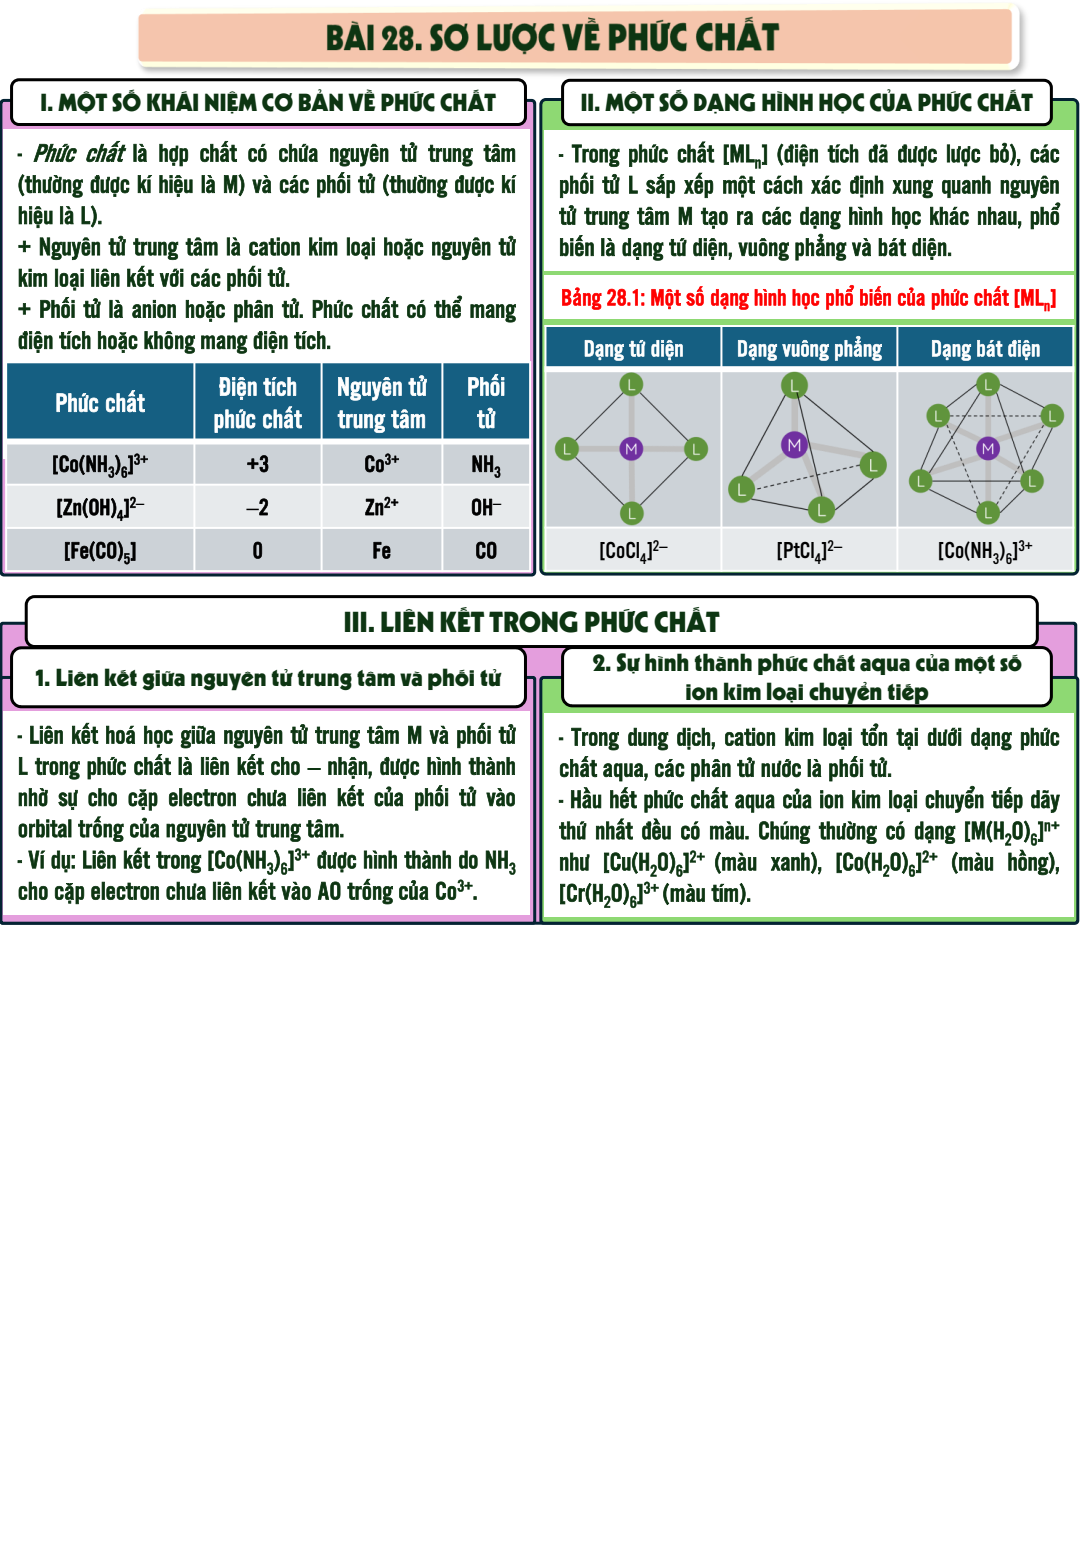 BÀI 28. SƠ LƯỢC VỀ PHỨC CHẤT
I. MỘT SỐ KHÁI NIỆM CƠ BẢN VỀ PHỨC CHẤT
- Phức chất là hợp chất có chứa nguyên tử trung tâm
(thường được kí hiệu là M) và các phối tử (thường được kí
hiệu là L).
+ Nguyên tử trung tâm là cation kim loại hoặc nguyên tử
kim loại liên kết với các phối tử.
+ Phối tử là anion hoặc phân tử. Phức chất có thể mang
điện tích hoặc không mang điện tích.
Phức chất | Điện tích phức chất | Nguyên tử trung tâm | Phối tử
[Co(NH₃)₆]³⁺ | +3 | Co³⁺ | NH₃
[Zn(OH)₄]²⁻ | –2 | Zn²⁺ | OH⁻
[Fe(CO)₅] | 0 | Fe | CO
II. MỘT SỐ DẠNG HÌNH HỌC CỦA PHỨC CHẤT
- Trong phức chất [MLₙ] (điện tích đã được lược bỏ), các
phối tử L sắp xếp một cách xác định xung quanh nguyên
tử trung tâm M tạo ra các dạng hình học khác nhau, phổ
biến là dạng tứ diện, vuông phẳng và bát diện.
Bảng 28.1: Một số dạng hình học phổ biến của phức chất [MLₙ]
Dạng tứ diện | Dạng vuông phẳng | Dạng bát điện
L L L L M
L L L L M
L L L L L L M
[CoCl₄]²⁻ | [PtCl₄]²⁻ | [Co(NH₃)₆]³⁺
III. LIÊN KẾT TRONG PHỨC CHẤT
1. Liên kết giữa nguyên tử trung tâm và phối tử
- Liên kết hoá học giữa nguyên tử trung tâm M và phối tử
L trong phức chất là liên kết cho – nhận, được hình thành
nhờ sự cho cặp electron chưa liên kết của phối tử vào
orbital trống của nguyên tử trung tâm.
- Ví dụ: Liên kết trong [Co(NH₃)₆]³⁺ được hình thành do NH₃
cho cặp electron chưa liên kết vào AO trống của Co³⁺.
2. Sự hình thành phức chất aqua của một số
ion kim loại chuyển tiếp
- Trong dung dịch, cation kim loại tồn tại dưới dạng phức
chất aqua, các phân tử nước là phối tử.
- Hầu hết phức chất aqua của ion kim loại chuyển tiếp dãy
thứ nhất đều có màu. Chúng thường có dạng [M(H₂O)₆]ⁿ⁺
như [Cu(H₂O)₆]²⁺ (màu xanh), [Co(H₂O)₆]²⁺ (màu hồng),
[Cr(H₂O)₆]³⁺ (màu tím).